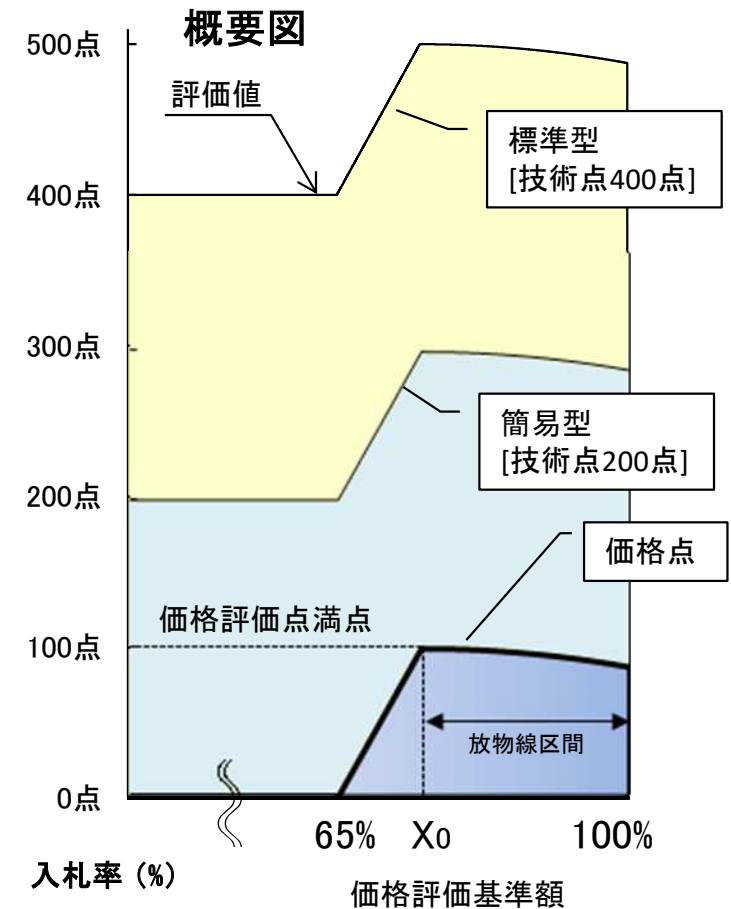 概要図
500点
評価値
標準型
[技術点400点]
400点
300点
簡易型
[技術点200点]
200点
価格点
価格評価点満点
100点
放物線区間
0点
65% X0 100%
入札率 (%)
価格評価基準額